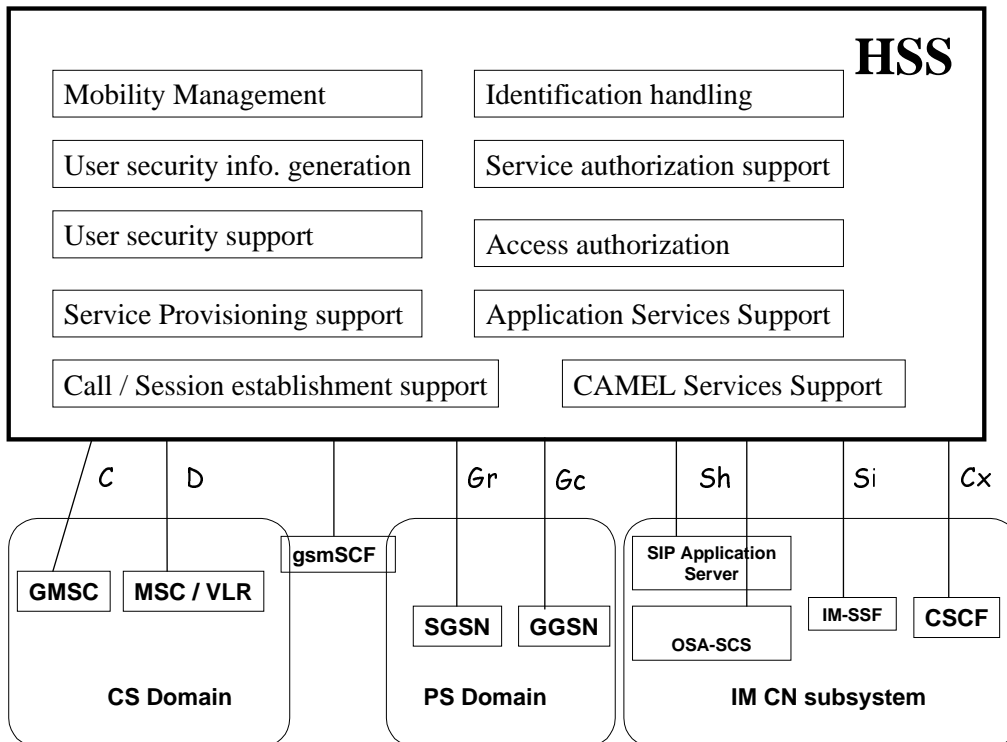 HSS
Mobility Management
Identification handling
User security info. generation
Service authorization support
User security support
Access authorization
Service Provisioning support
Application Services Support
Call / Session establishment support
CAMEL Services Support
C
D
Gr
Gc
Sh
Si
Cx
gsmSCF
SIP Application
Server
GMSC
MSC / VLR
SGSN
GGSN
OSA-SCS
IM-SSF
CSCF
CS Domain
PS Domain
IM CN subsystem